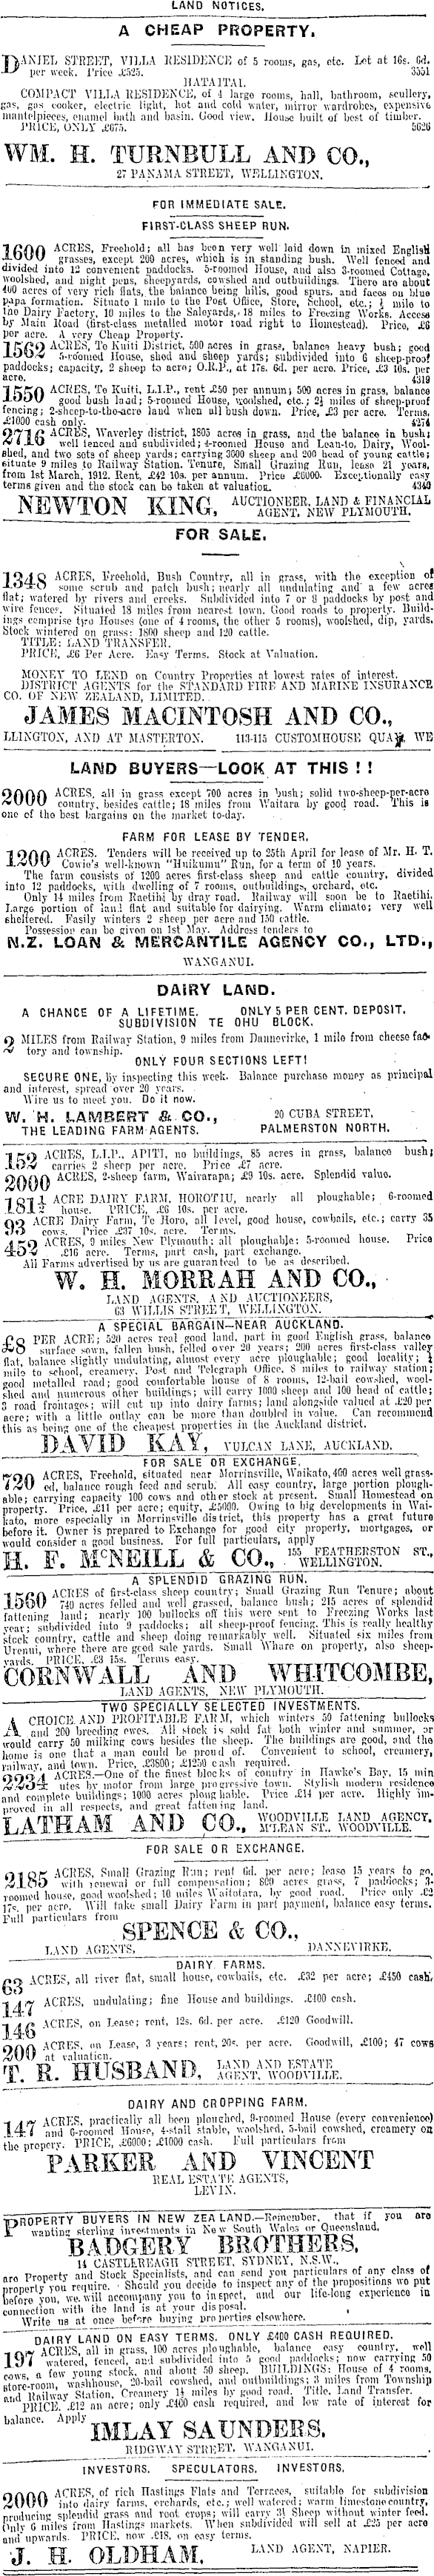 LAND NOTICES.
A CHEAP PROPERTY.
DANIEL STREET, VILLA RESIDENCE of 5 rooms, gas, etc. Let at 16s. 6d.
per week. Price £525. 3551
HATAITAI.
COMPACT VILLA RESIDENCE, of 4 large rooms, hall, bathroom, scullery,
gas, gas cooker, electric light, hot and cold water, mirror wardrobes, expensive
mantelpieces, enamel bath and basin. Good view. House built of best of timber.
PRICE, ONLY £675. 5626
WM. H. TURNBULL AND CO.,
27 PANAMA STREET, WELLINGTON.
FOR IMMEDIATE SALE.
FIRST-CLASS SHEEP RUN.
1600 ACRES, Freehold; all has been very well laid down in mixed English
grasses, except 200 acres, which is in standing bush. Well fenced and
divided into 12 convenient paddocks. 5-roomed House, and also 3-roomed Cottage,
woolshed, and night pens, sheepyards, cowshed and outbuildings. There are about
400 acres of very rich flats, the balance being hills, good spurs, and faces on blue
papa formation. Situate 1 mile to the Post Office, Store, School, etc.; ¼ mile to
the Dairy Factory, 10 miles to the Saleyards, 18 miles to Freezing Works. Access
by Main Road (first-class metalled motor road right to Homestead). Price, £6
per acre. A very Cheap Property.
1562 ACRES, Te Kuiti District, 500 acres in grass, balance heavy bush; good
5-roomed House, shed and sheep yards; subdivided into 6 sheep-proof
paddocks; capacity, 2 sheep to acre; O.R.P., at 17s. 6d. per acre. Price, £3 10s. per
acre. 4319
1550 ACRES, Te Kuiti, L.I.P., rent £50 per annum; 500 acres in grass, balance
good bush land; 5-roomed House, woolshed, etc.; 2½ miles of sheep-proof
fencing; 2-sheep-to-the-acre land when all bush down. Price, £3 per acre. Terms,
£1000 cash only. 4274
2716 ACRES, Waverley district, 1805 acres in grass, and the balance in bush;
well fenced and subdivided; 4-roomed House and Lean-to, Dairy, Wool-
shed, and two sets of sheep yards; carrying 3000 sheep and 200 head of young cattle;
situate 9 miles to Railway Station. Tenure, Small Grazing Run, lease 21 years,
from 1st March, 1912. Rent, £42 10s. per annum. Price £6000. Exceptionally easy
terms given and the stock can be taken at valuation. 4340
NEWTON KING, AUCTIONEER, LAND & FINANCIAL
AGENT, NEW PLYMOUTH.
FOR SALE.
1348 ACRES, Freehold, Bush Country, all in grass, with the exception of
some scrub and patch bush; nearly all undulating and a few acres
flat; watered by rivers and creeks. Subdivided into 7 or 8 paddocks by post and
wire fences. Situated 18 miles from nearest town. Good roads to property. Build-
ings comprise two Houses (one of 4 rooms, the other 5 rooms), woolshed, dip, yards.
Stock wintered on grass: 1800 sheep and 120 cattle.
TITLE: LAND TRANSFER.
PRICE, £6 Per Acre. Easy Terms. Stock at Valuation.
MONEY TO LEND on Country Properties at lowest rates of interest.
DISTRICT AGENTS for the STANDARD FIRE AND MARINE INSURANCE
CO. OF NEW ZEALAND, LIMITED.
JAMES MACINTOSH AND CO.,
LLINGTON, AND AT MASTERTON. 113-115 CUSTOMHOUSE QUAY, WE
LAND BUYERS—LOOK AT THIS!!
2000 ACRES, all in grass except 700 acres in bush; solid two-sheep-per-acre
country, besides cattle; 18 miles from Waitara by good road. This is
one of the best bargains on the market to-day.
FARM FOR LEASE BY TENDER.
1200 ACRES. Tenders will be received up to 25th April for lease of Mr. H. T.
Cowie's well-known "Huikumu" Run, for a term of 10 years.
The farm consists of 1200 acres first-class sheep and cattle country, divided
into 12 paddocks, with dwelling of 7 rooms, outbuildings, orchard, etc.
Only 14 miles from Raetihi by dray road. Railway will soon be to Raetihi.
Large portion of land flat and suitable for dairying. Warm climate; very well
sheltered. Easily winters 2 sheep per acre and 150 cattle.
Possession can be given on 1st May. Address tenders to
N.Z. LOAN & MERCANTILE AGENCY CO., LTD.,
WANGANUI.
DAIRY LAND.
A CHANCE OF A LIFETIME. ONLY 5 PER CENT. DEPOSIT.
SUBDIVISION TE OHU BLOCK.
2 MILES from Railway Station, 9 miles from Dannevirke, 1 mile from cheese fac-
tory and township.
ONLY FOUR SECTIONS LEFT!
SECURE ONE, by inspecting this week. Balance purchase money as principal
and interest, spread over 20 years.
Wire us to meet you. Do it now.
W. H. LAMBERT & CO., 20 CUBA STREET,
THE LEADING FARM AGENTS. PALMERSTON NORTH.
152 ACRES, L.I.P., APITI, no buildings, 85 acres in grass, balance bush;
carries 2 sheep per acre. Price £7 acre.
2000 ACRES, 2-sheep farm, Wairarapa; £9 10s. acre. Splendid value.
181½ ACRE DAIRY FARM, HOROTIU, nearly all ploughable; 6-roomed
house. PRICE, £6 10s. per acre.
93 ACRE Dairy Farm, Te Horo, all level, good house, cowbails, etc.; carry 35
cows. Price £37 10s. acre. Terms.
452 ACRES, 9 miles New Plymouth; all ploughable; 5-roomed house. Price
£16 acre. Terms, part cash, part exchange.
All Farms advertised by us are guaranteed to be as described.
W. H. MORRAH AND CO.,
LAND AGENTS, AND AUCTIONEERS,
63 WILLIS STREET, WELLINGTON.
A SPECIAL BARGAIN—NEAR AUCKLAND.
£8 PER ACRE; 520 acres real good land, part in good English grass, balance
surface sown, fallen bush, felled over 20 years; 200 acres first-class valley
flat, balance slightly undulating, almost every acre ploughable; good locality; ½
mile to school, creamery, Post and Telegraph Office, 8 miles to railway station;
good metalled road; good comfortable house of 8 rooms, 12-bail cowshed, wool-
shed and numerous other buildings; will carry 1000 sheep and 100 head of cattle;
3 road frontages; will cut up into dairy farms; land alongside valued at £20 per
acre; with a little outlay can be more than doubled in value. Can recommend
this as being one of the cheapest properties in the Auckland district.
DAVID KAY, VULCAN LANE, AUCKLAND.
FOR SALE OR EXCHANGE.
720 ACRES, Freehold, situated near Morrinsville, Waikato, 400 acres well grass-
ed, balance rough feed and scrub. All easy country, large portion plough-
able; carrying capacity 100 cows and other stock at present. Small Homestead on
property. Price, £11 per acre; equity, £5000. Owing to big developments in Wai-
kato, more especially in Morrinsville district, this property has a great future
before it. Owner is prepared to Exchange for good city property, mortgages, or
would consider a good business. For full particulars, apply
H. F. McNEILL & CO., 155 FEATHERSTON ST.,
WELLINGTON.
A SPLENDID GRAZING RUN.
1560 ACRES of first-class sheep country; Small Grazing Run Tenure; about
740 acres felled and well grassed, balance bush; 215 acres of splendid
fattening land; nearly 100 bullocks off this were sent to Freezing Works last
year; subdivided into 9 paddocks; all sheep-proof fencing. This is really healthy
stock country, cattle and sheep doing remarkably well. Situated six miles from
Urenui, where there are good sale yards. Small Whare on property, also sheep-
yards. PRICE, £3 15s. Terms easy.
CORNWALL AND WHITCOMBE,
LAND AGENTS, NEW PLYMOUTH.
TWO SPECIALLY SELECTED INVESTMENTS.
A CHOICE AND PROFITABLE FARM, which winters 50 fattening bullocks
and 200 breeding ewes. All stock is sold fat both winter and summer, or
would carry 50 milking cows besides the sheep. The buildings are good, and the
home is one that a man could be proud of. Convenient to school, creamery,
railway, and town. Price, £3800; £1250 cash required.
2234 ACRES.—One of the finest blocks of country in Hawke's Bay, 15 min
utes by motor from large progressive town. Stylish modern residence
and complete buildings; 1000 acres ploughable. Price £14 per acre. Highly im-
proved in all respects, and great fattening land.
LATHAM AND CO., WOODVILLE LAND AGENCY,
M'LEAN ST., WOODVILLE.
FOR SALE OR EXCHANGE.
2185 ACRES, Small Grazing Run; rent 6d. per acre; lease 15 years to go,
with renewal or full compensation; 800 acres grass, 7 paddocks; 3-
roomed house, good woolshed; 10 miles Waitotara, by good road. Price only £2
17s. per acre. Will take small Dairy Farm in part payment, balance easy terms.
Full particulars from
SPENCE & CO.,
LAND AGENTS, DANNEVIRKE.
DAIRY FARMS.
63 ACRES, all river flat, small house, cowbails, etc. £32 per acre; £450 cash.
147 ACRES, undulating; fine House and buildings. £400 cash.
146 ACRES, on Lease; rent, 12s. 6d. per acre. £120 Goodwill.
200 ACRES, on Lease, 3 years; rent, 20s. per acre. Goodwill, £100; 47 cows
at valuation.
T. R. HUSBAND, LAND AND ESTATE
AGENT, WOODVILLE.
DAIRY AND CROPPING FARM.
147 ACRES, practically all been ploughed, 9-roomed House (every convenience)
and 6-roomed House, 4-stall stable, woolshed, 5-bail cowshed, creamery on
the propery. PRICE, £6000; £1000 cash. Full particulars from
PARKER AND VINCENT
REAL ESTATE AGENTS,
LEVIN.
PROPERTY BUYERS IN NEW ZEALAND.—Remember, that if you are
wanting sterling investments in New South Wales or Queensland,
BADGERY BROTHERS,
14 CASTLEREAGH STREET, SYDNEY, N.S.W.,
are Property and Stock Specialists, and can send you particulars of any class of
property you require. Should you decide to inspect any of the propositions we put
before you, we will accompany you to inspect, and our life-long experience in
connection with the land is at your disposal.
Write us at once before buying properties elsewhere.
DAIRY LAND ON EASY TERMS. ONLY £400 CASH REQUIRED.
197 ACRES, all in grass, 100 acres ploughable, balance easy country, well
watered, fenced, and subdivided into 5 good paddocks; now carrying 50
cows, a few young stock, and about 50 sheep. BUILDINGS: House of 4 rooms,
store-room, washhouse, 20-bail cowshed, and outbuildings; 3 miles from Township
and Railway Station, Creamery 1½ miles by good road. Title, Land Transfer.
PRICE, £12 an acre; only £400 cash required, and low rate of interest for
balance. Apply
IMLAY SAUNDERS,
RIDGWAY STREET, WANGANUI.
INVESTORS. SPECULATORS. INVESTORS.
2000 ACRES, of rich Hastings Flats and Terraces, suitable for subdivision
into dairy farms, orchards, etc.; well watered; warm limestone country,
producing splendid grass and root crops; will carry 3½ Sheep without winter feed.
Only 6 miles from Hastings markets. When subdivided will sell at £25 per acre
and upwards. PRICE, now £18, on easy terms.
J. H. OLDHAM, LAND AGENT, NAPIER.